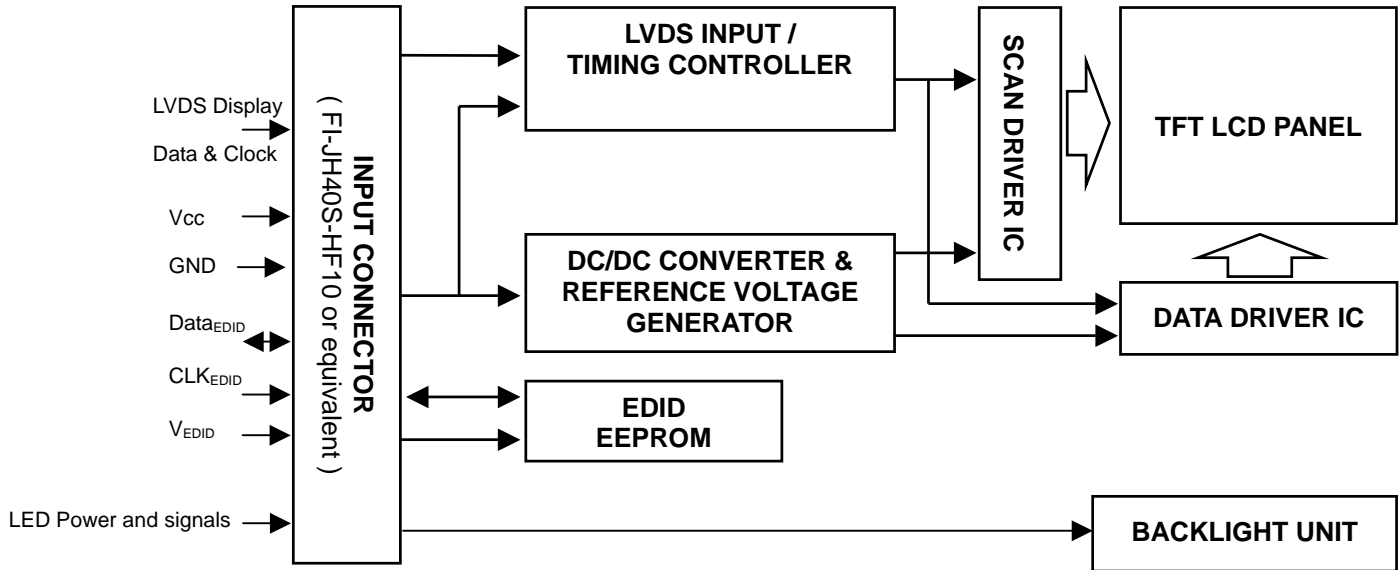 LVDS Display
Data & Clock
Vcc
GND
DataEDID
CLKEDID
VEDID
LED Power and signals
INPUT CONNECTOR
( FI-JH40S-HF10 or equivalent )
LVDS INPUT /
TIMING CONTROLLER
DC/DC CONVERTER &
REFERENCE VOLTAGE
GENERATOR
EDID
EEPROM
SCAN DRIVER IC
TFT LCD PANEL
DATA DRIVER IC
BACKLIGHT UNIT